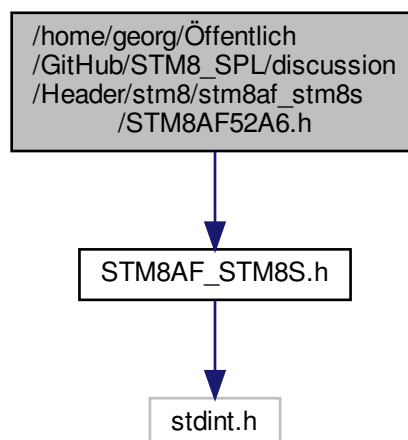 /home/georg/Öffentlich
/GitHub/STM8_SPL/discussion
/Header/stm8/stm8af_stm8s
/STM8AF52A6.h
STM8AF_STM8S.h
stdint.h